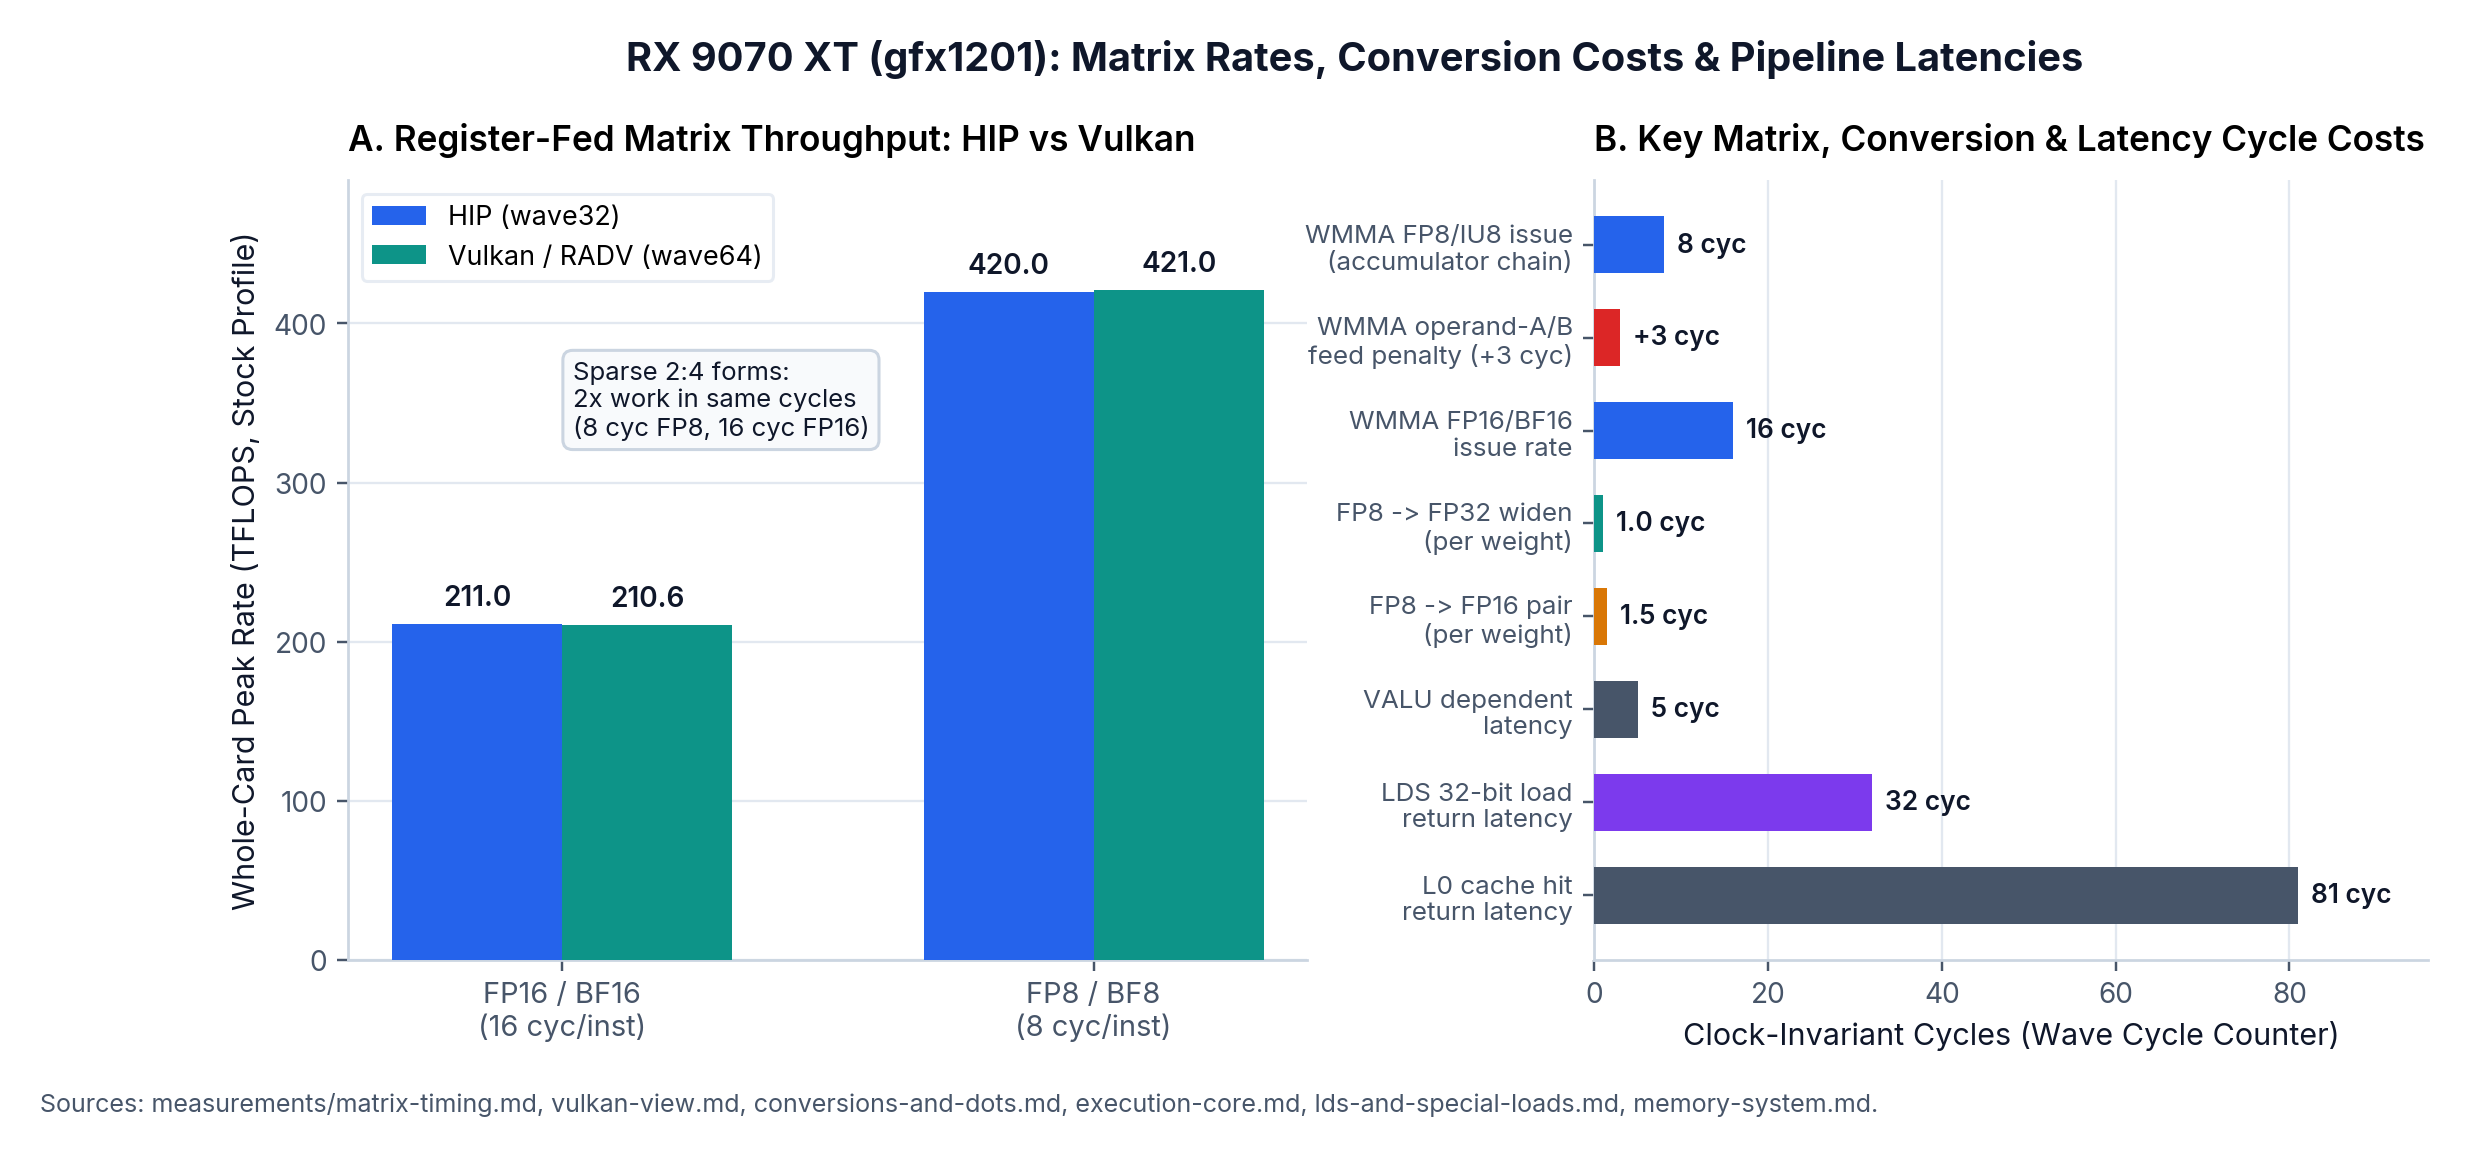 RX 9070 XT (gfx1201): Matrix Rates, Conversion Costs & Pipeline Latencies
A. Register-Fed Matrix Throughput: HIP vs Vulkan
Whole-Card Peak Rate (TFLOPS, Stock Profile)
HIP (wave32)
Vulkan / RADV (wave64)
400
300
200
100
0
Sparse 2:4 forms:
2x work in same cycles
(8 cyc FP8, 16 cyc FP16)
211.0
210.6
420.0
421.0
FP16 / BF16
(16 cyc/inst)
FP8 / BF8
(8 cyc/inst)
B. Key Matrix, Conversion & Latency Cycle Costs
WMMA FP8/IU8 issue
(accumulator chain)
8 cyc
WMMA operand-A/B
feed penalty (+3 cyc)
+3 cyc
WMMA FP16/BF16
issue rate
16 cyc
FP8 -> FP32 widen
(per weight)
1.0 cyc
FP8 -> FP16 pair
(per weight)
1.5 cyc
VALU dependent
latency
5 cyc
LDS 32-bit load
return latency
32 cyc
L0 cache hit
return latency
81 cyc
0
20
40
60
80
Clock-Invariant Cycles (Wave Cycle Counter)
Sources: measurements/matrix-timing.md, vulkan-view.md, conversions-and-dots.md, execution-core.md, lds-and-special-loads.md, memory-system.md.